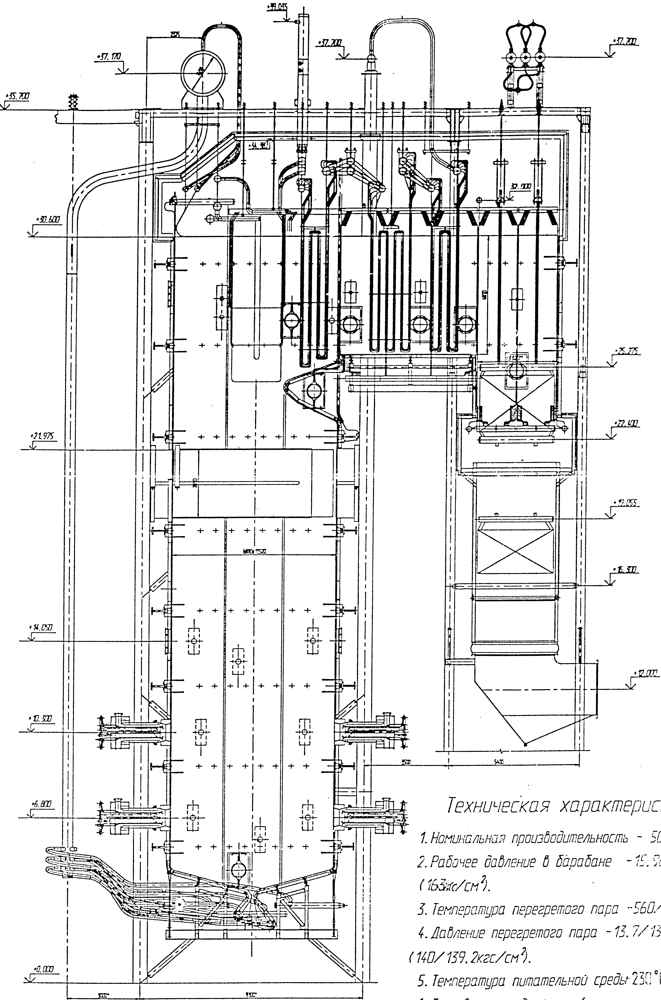 +39.035
+37.700
+37.700
+37.170
+35.700
32.000
+30.600
+25.275
+22.400
+21.975
+19.055
+16.300
+14.050
+12.000
+10.300
+6.800
+0.000
Техническая характерис
1. Номинальная производительность -
2. Рабочее давление в барабане -15.9
(163кгс/см²).
3. Температура перегретого пара -560/
4. Давление перегретого пара -13.7/13
(140/139.2кгс/см²).
5. Температура питательной среды-230°